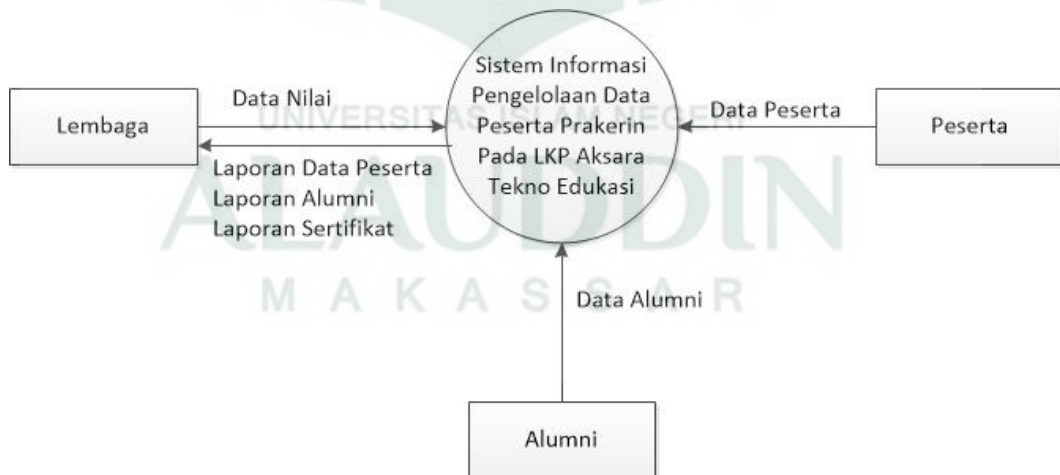 Sistem Informasi
Pengelolaan Data
Peserta Prakerin
Pada LKP Aksara
Tekno Edukasi
Lembaga
Data Nilai
Laporan Data Peserta
Laporan Alumni
Laporan Sertifikat
Data Peserta
Peserta
Data Alumni
Alumni
UNIVERSITAS ISLAM NEGERI
ALAUDDIN
MAKASSAR